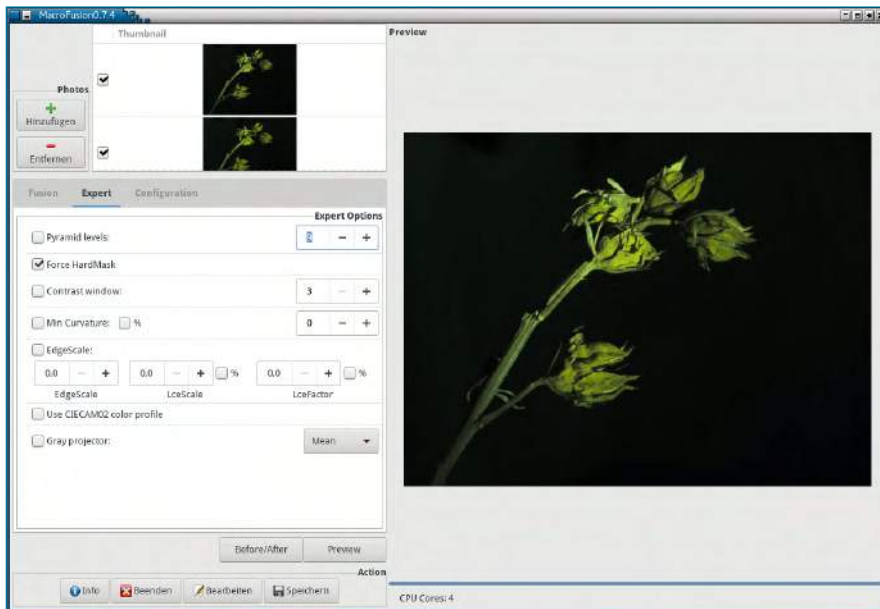 MacroFusion0.7.4
Thumbnail
Preview
Photos
Hinzufügen
Entfernen
Fusion Expert Configuration
Expert Options
Pyramid levels: − +
Force HardMask
Contrast window: 3 − +
Min Curvature: % 0 − +
EdgeScale:
0.0 − + 0.0 − + % 0.0 − + %
EdgeScale LceScale LceFactor
Use CIECAM02 color profile
Gray projector: Mean
Before/After Preview
Action
Info Beenden Bearbeiten Speichern
CPU Cores: 4